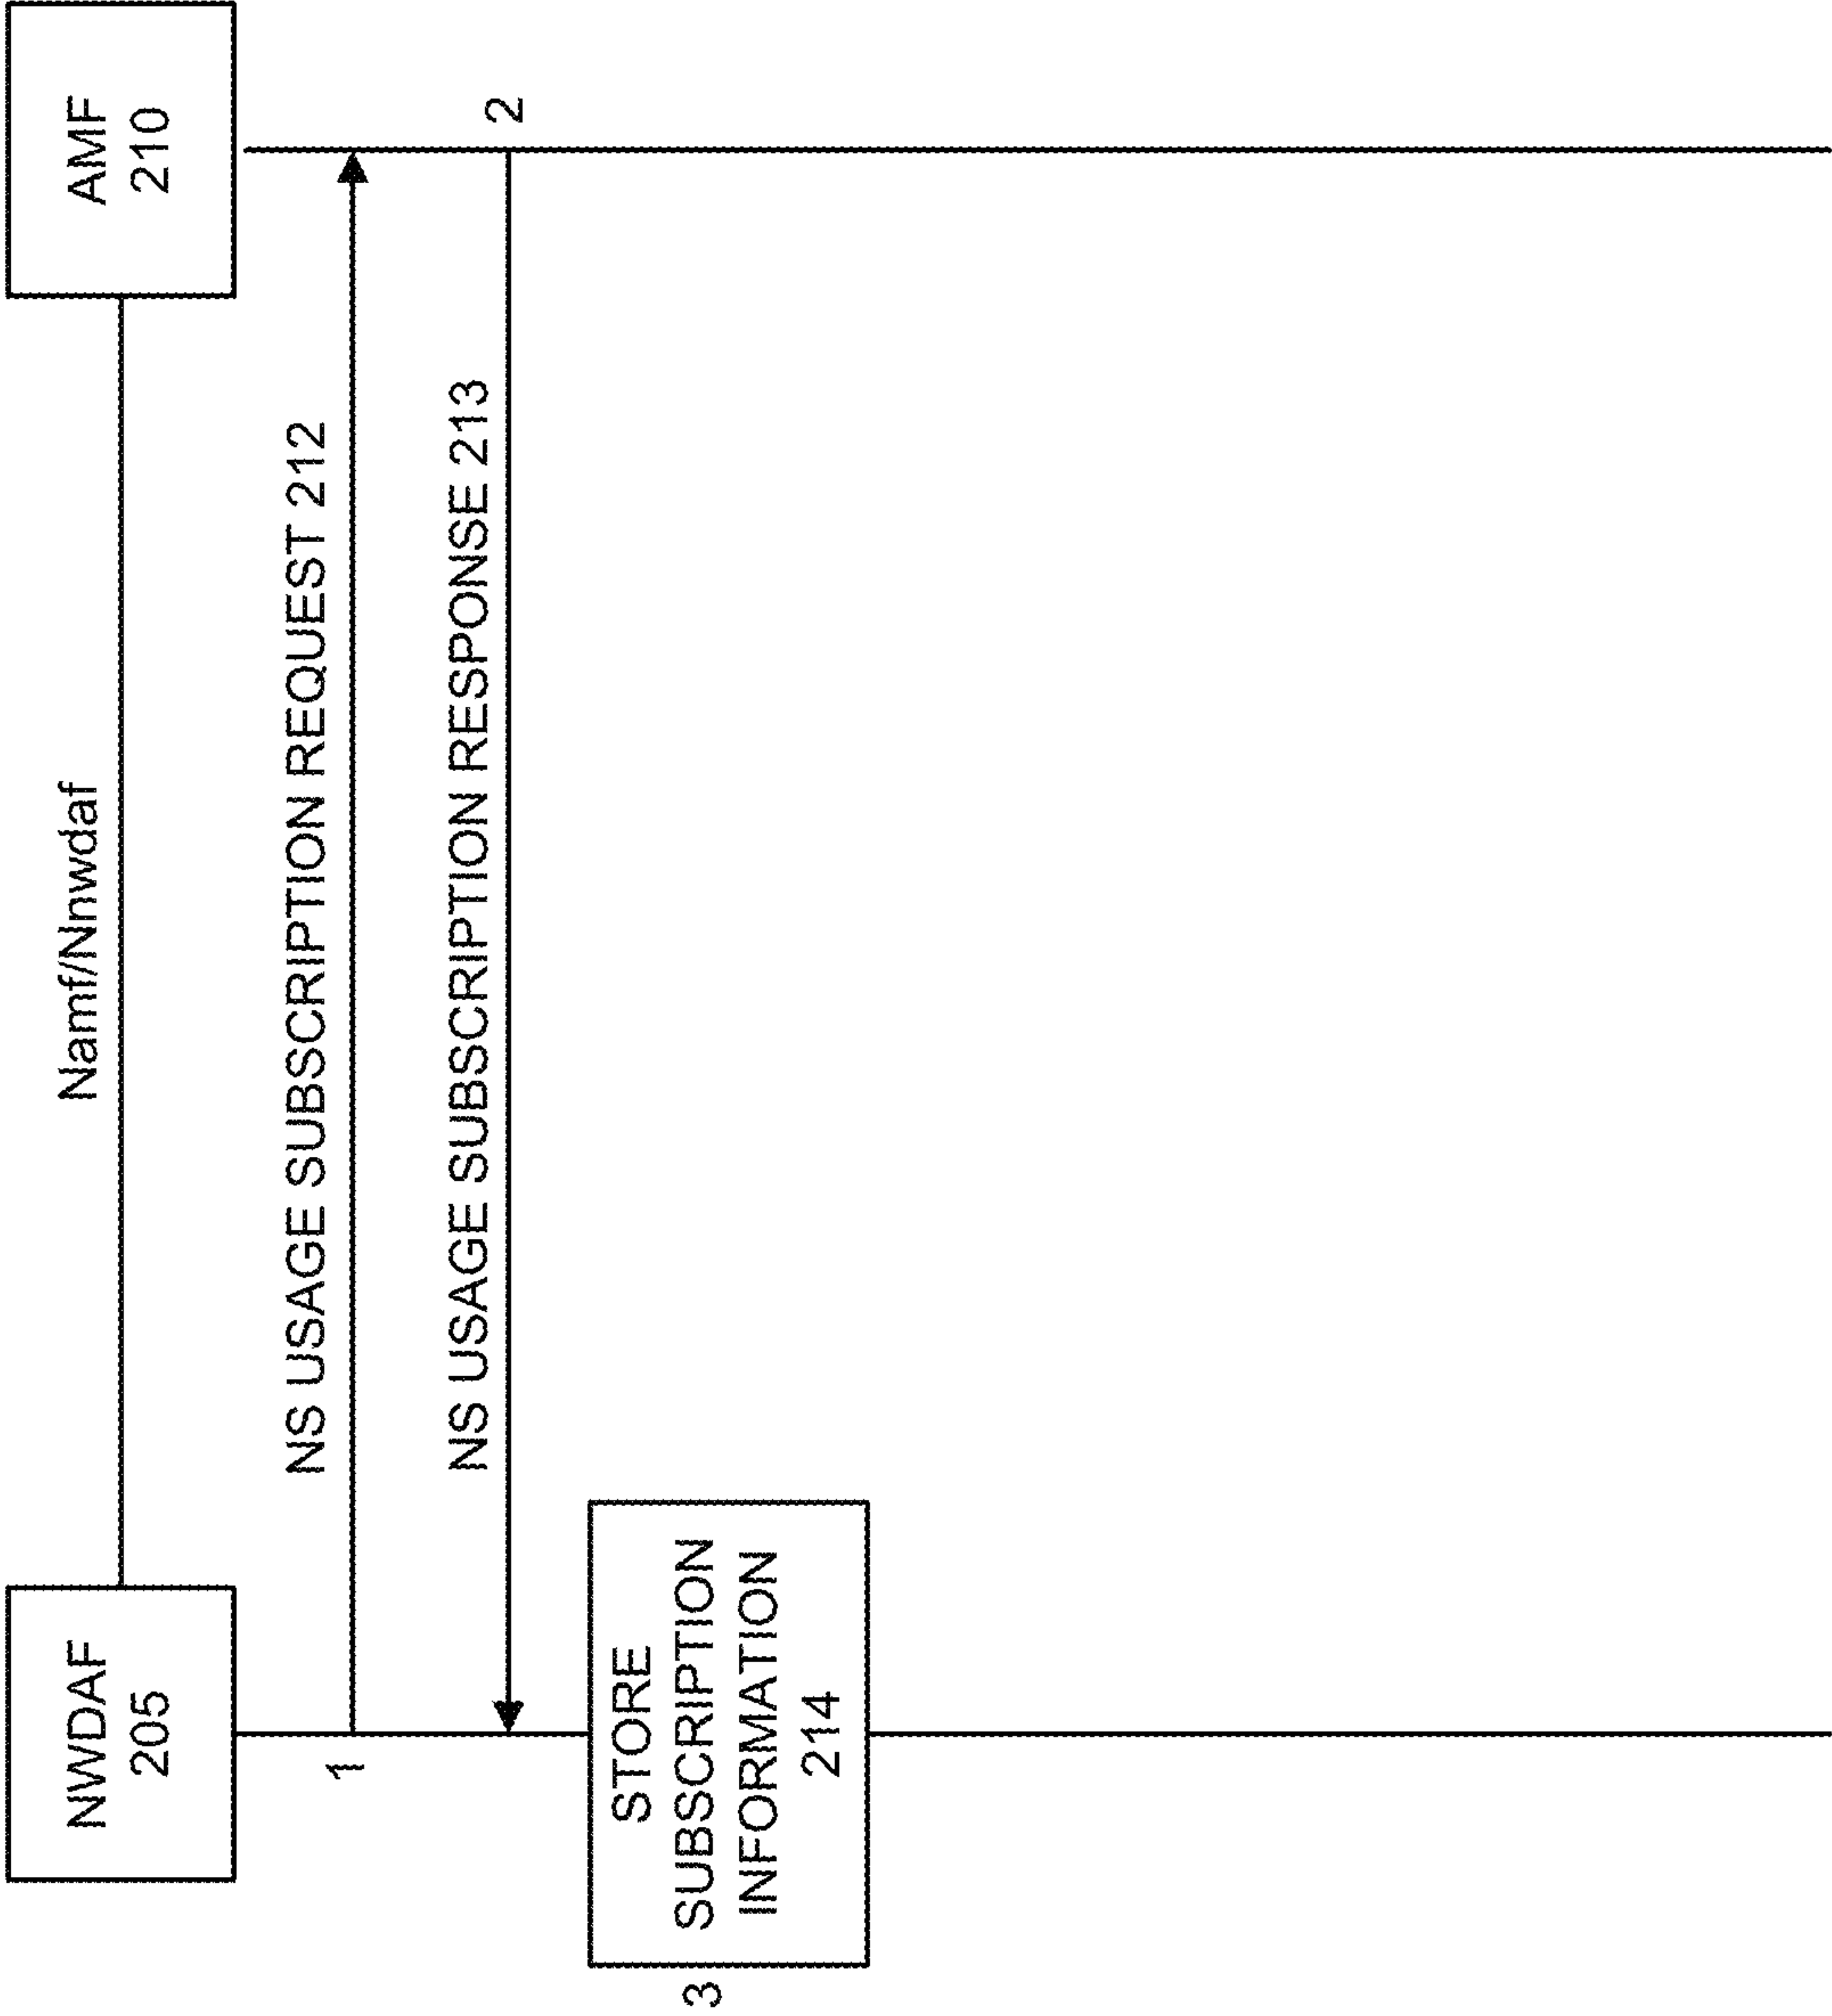 NWDAF
205
Namf/Nnwdaf
AMF
210
1
NS USAGE SUBSCRIPTION REQUEST 212
NS USAGE SUBSCRIPTION RESPONSE 213
2
3
STORE
SUBSCRIPTION
INFORMATION
214